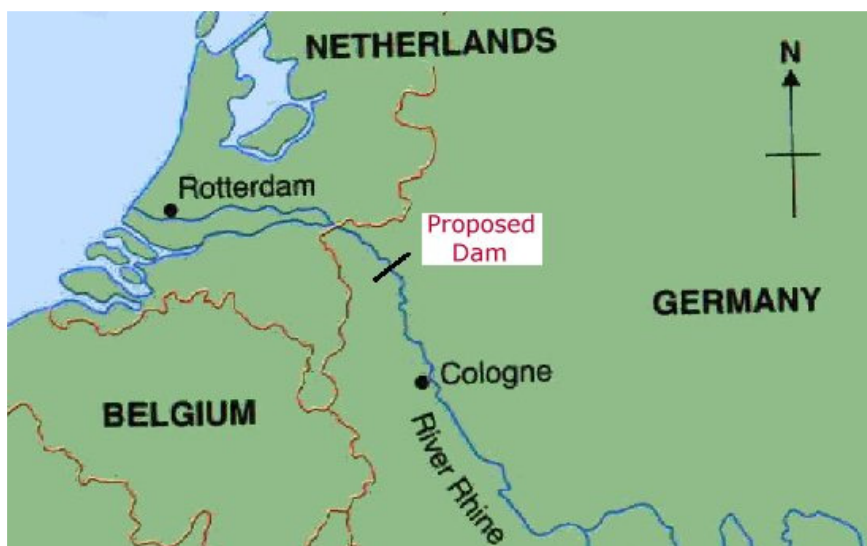 NETHERLANDS
N
Rotterdam
Proposed
Dam
GERMANY
Cologne
BELGIUM
River Rhine